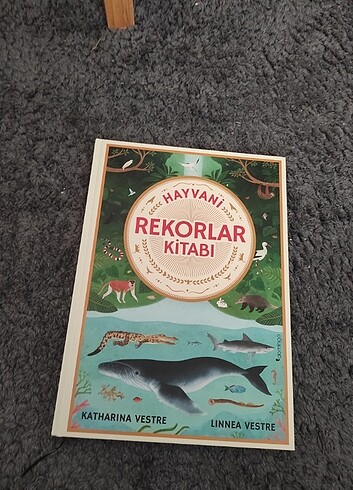 HAYVANİ
REKORLAR
KİTABI
KATHARINA VESTRE
LINNEA VESTRE